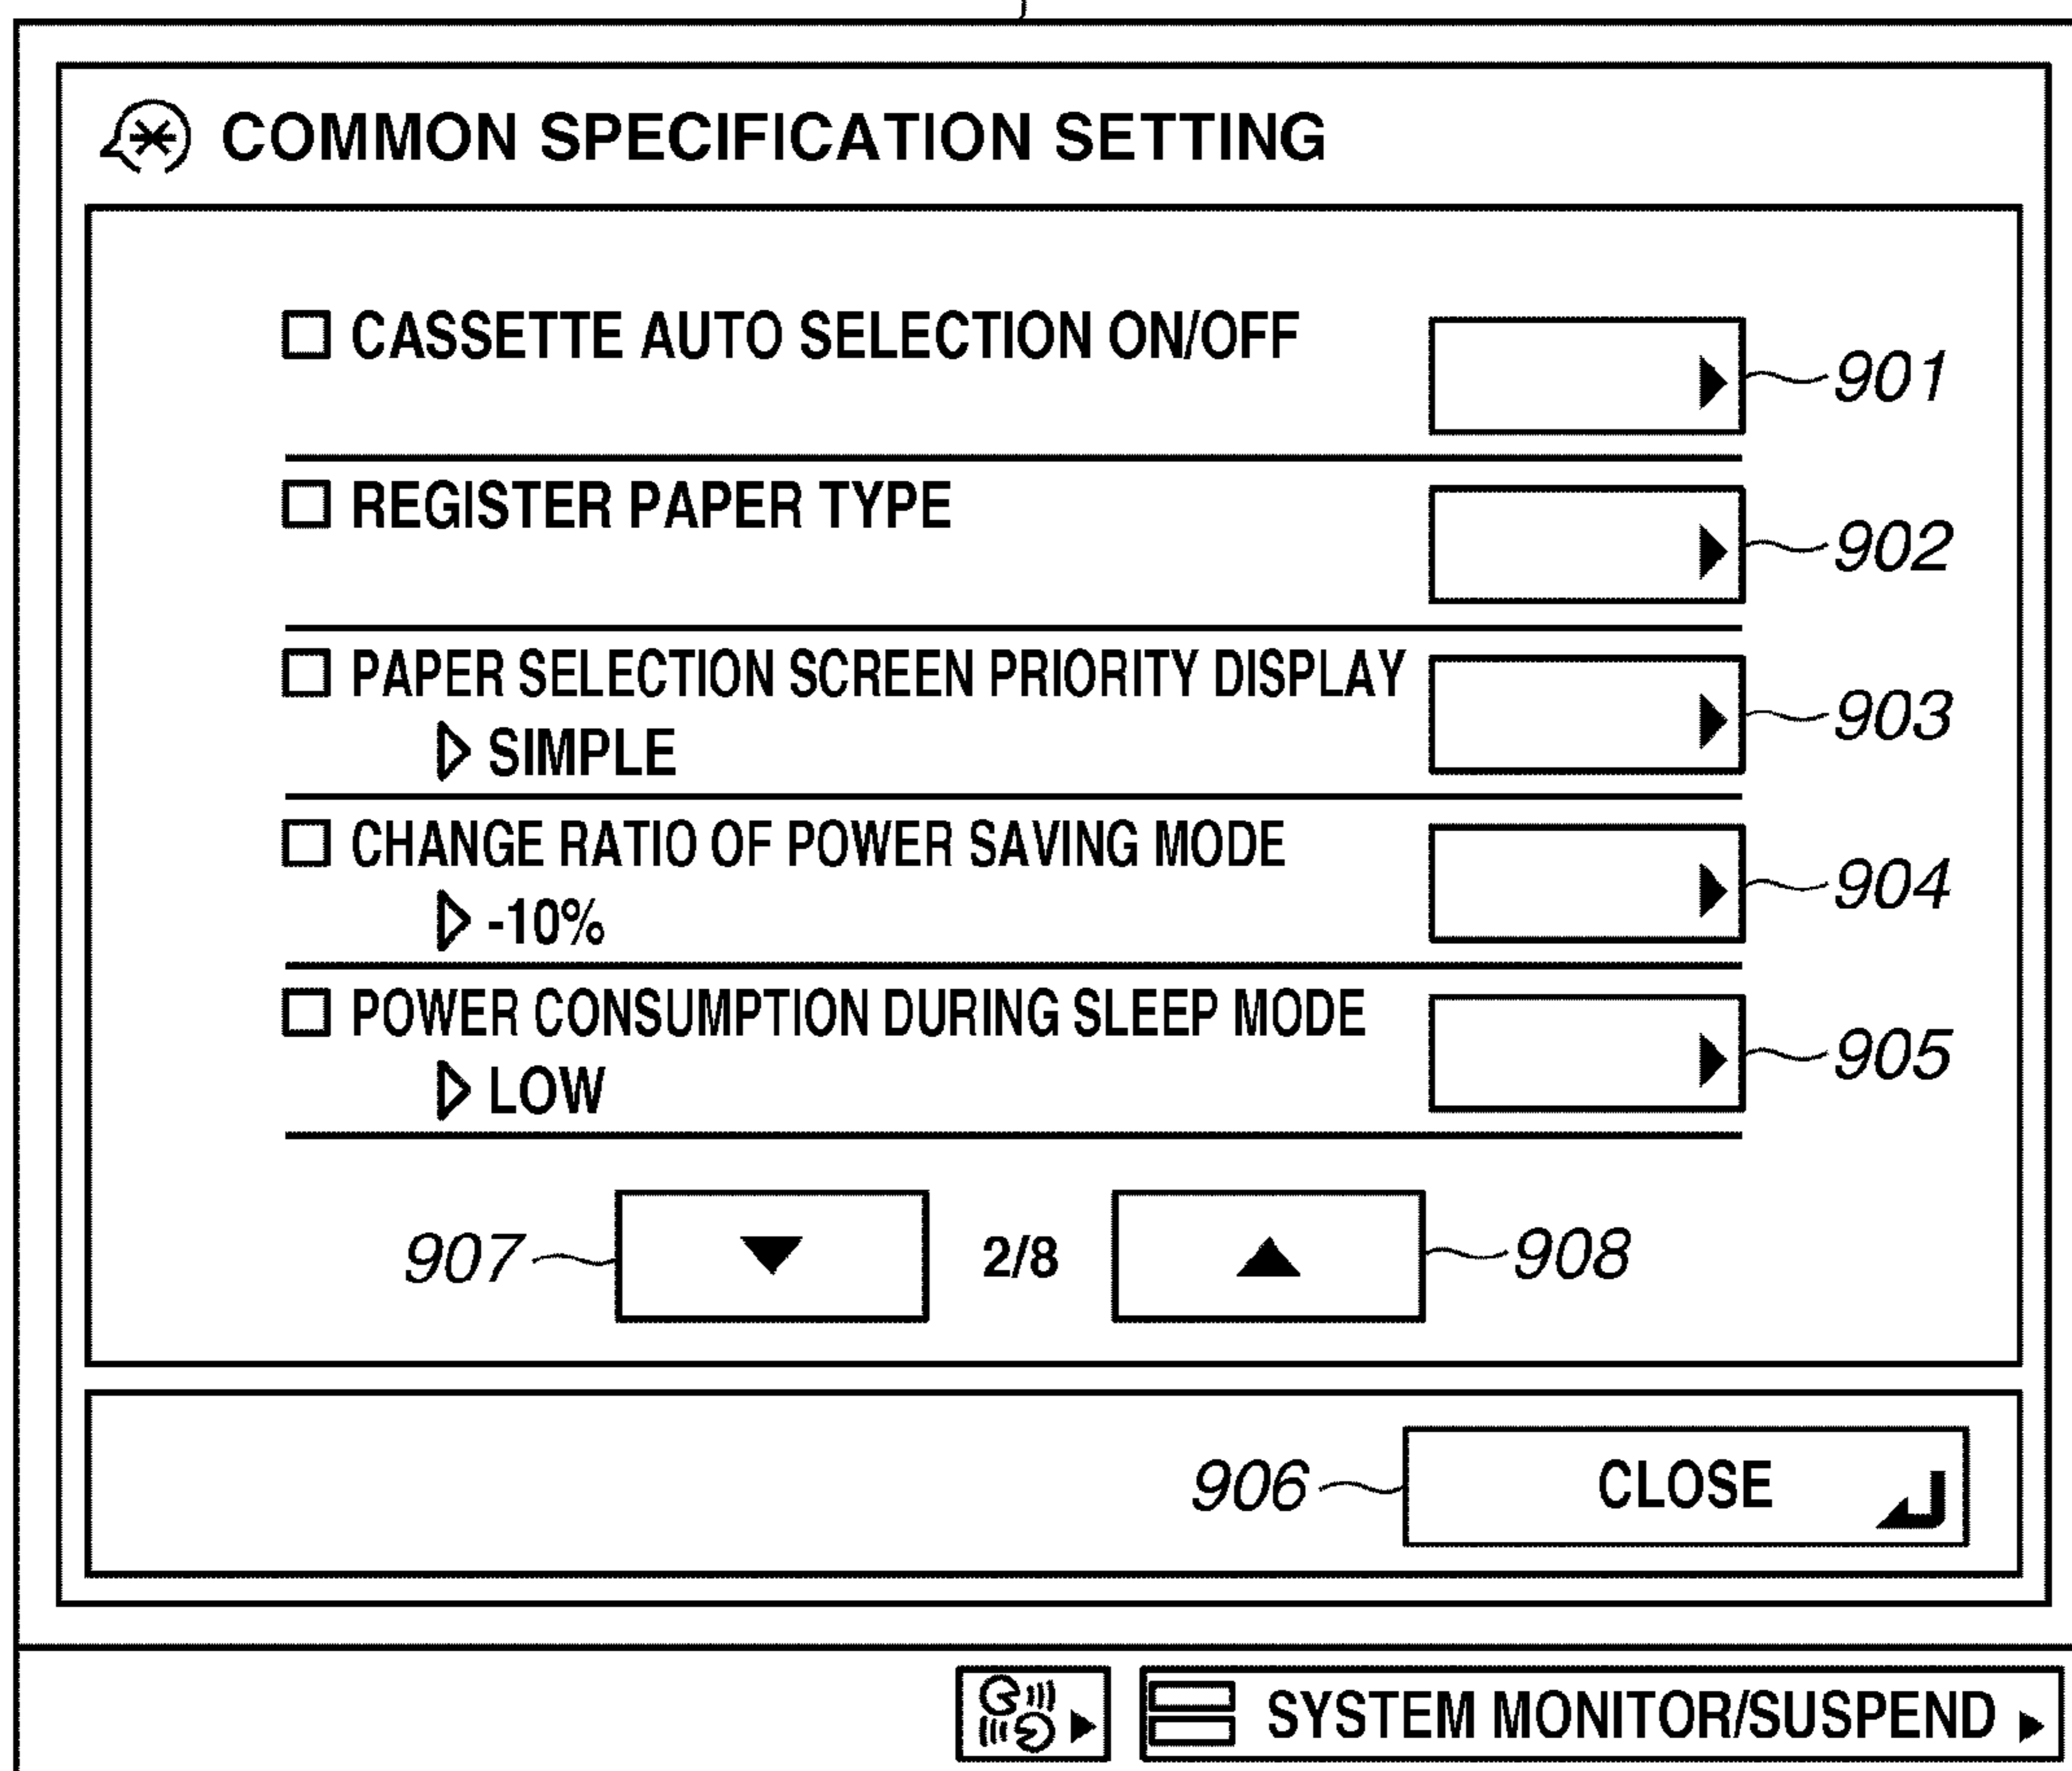 COMMON SPECIFICATION SETTING
CASSETTE AUTO SELECTION ON/OFF
901
REGISTER PAPER TYPE
902
PAPER SELECTION SCREEN PRIORITY DISPLAY
SIMPLE
903
CHANGE RATIO OF POWER SAVING MODE
-10%
904
POWER CONSUMPTION DURING SLEEP MODE
LOW
905
907 2/8 908
906 CLOSE
SYSTEM MONITOR/SUSPEND